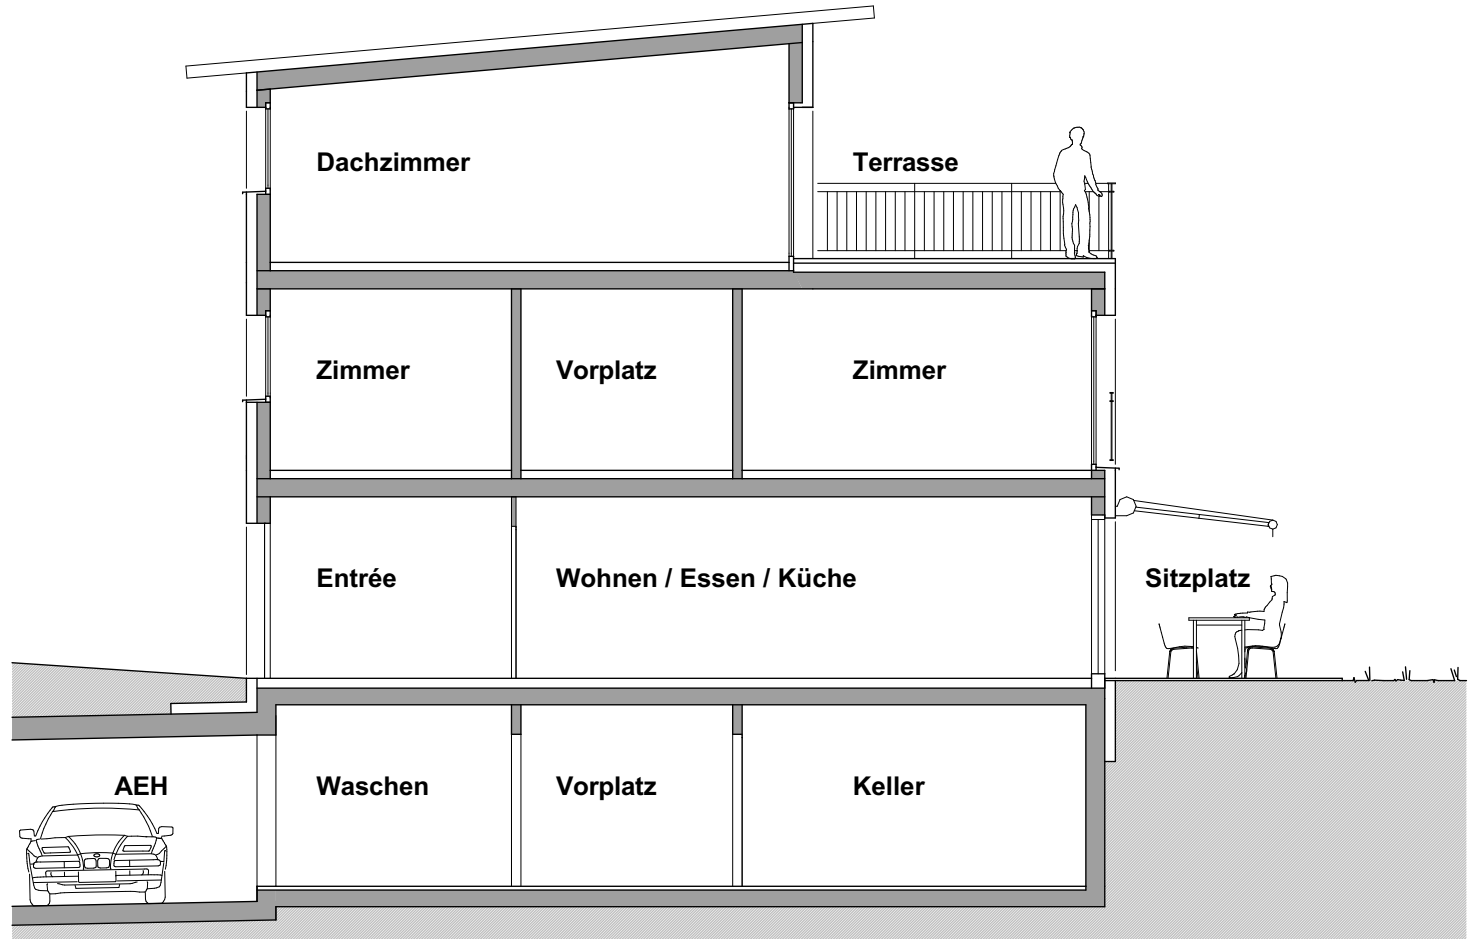 Dachzimmer
Terrasse
Zimmer
Vorplatz
Zimmer
Entrée
Wohnen / Essen / Küche
Sitzplatz
AEH
Waschen
Vorplatz
Keller